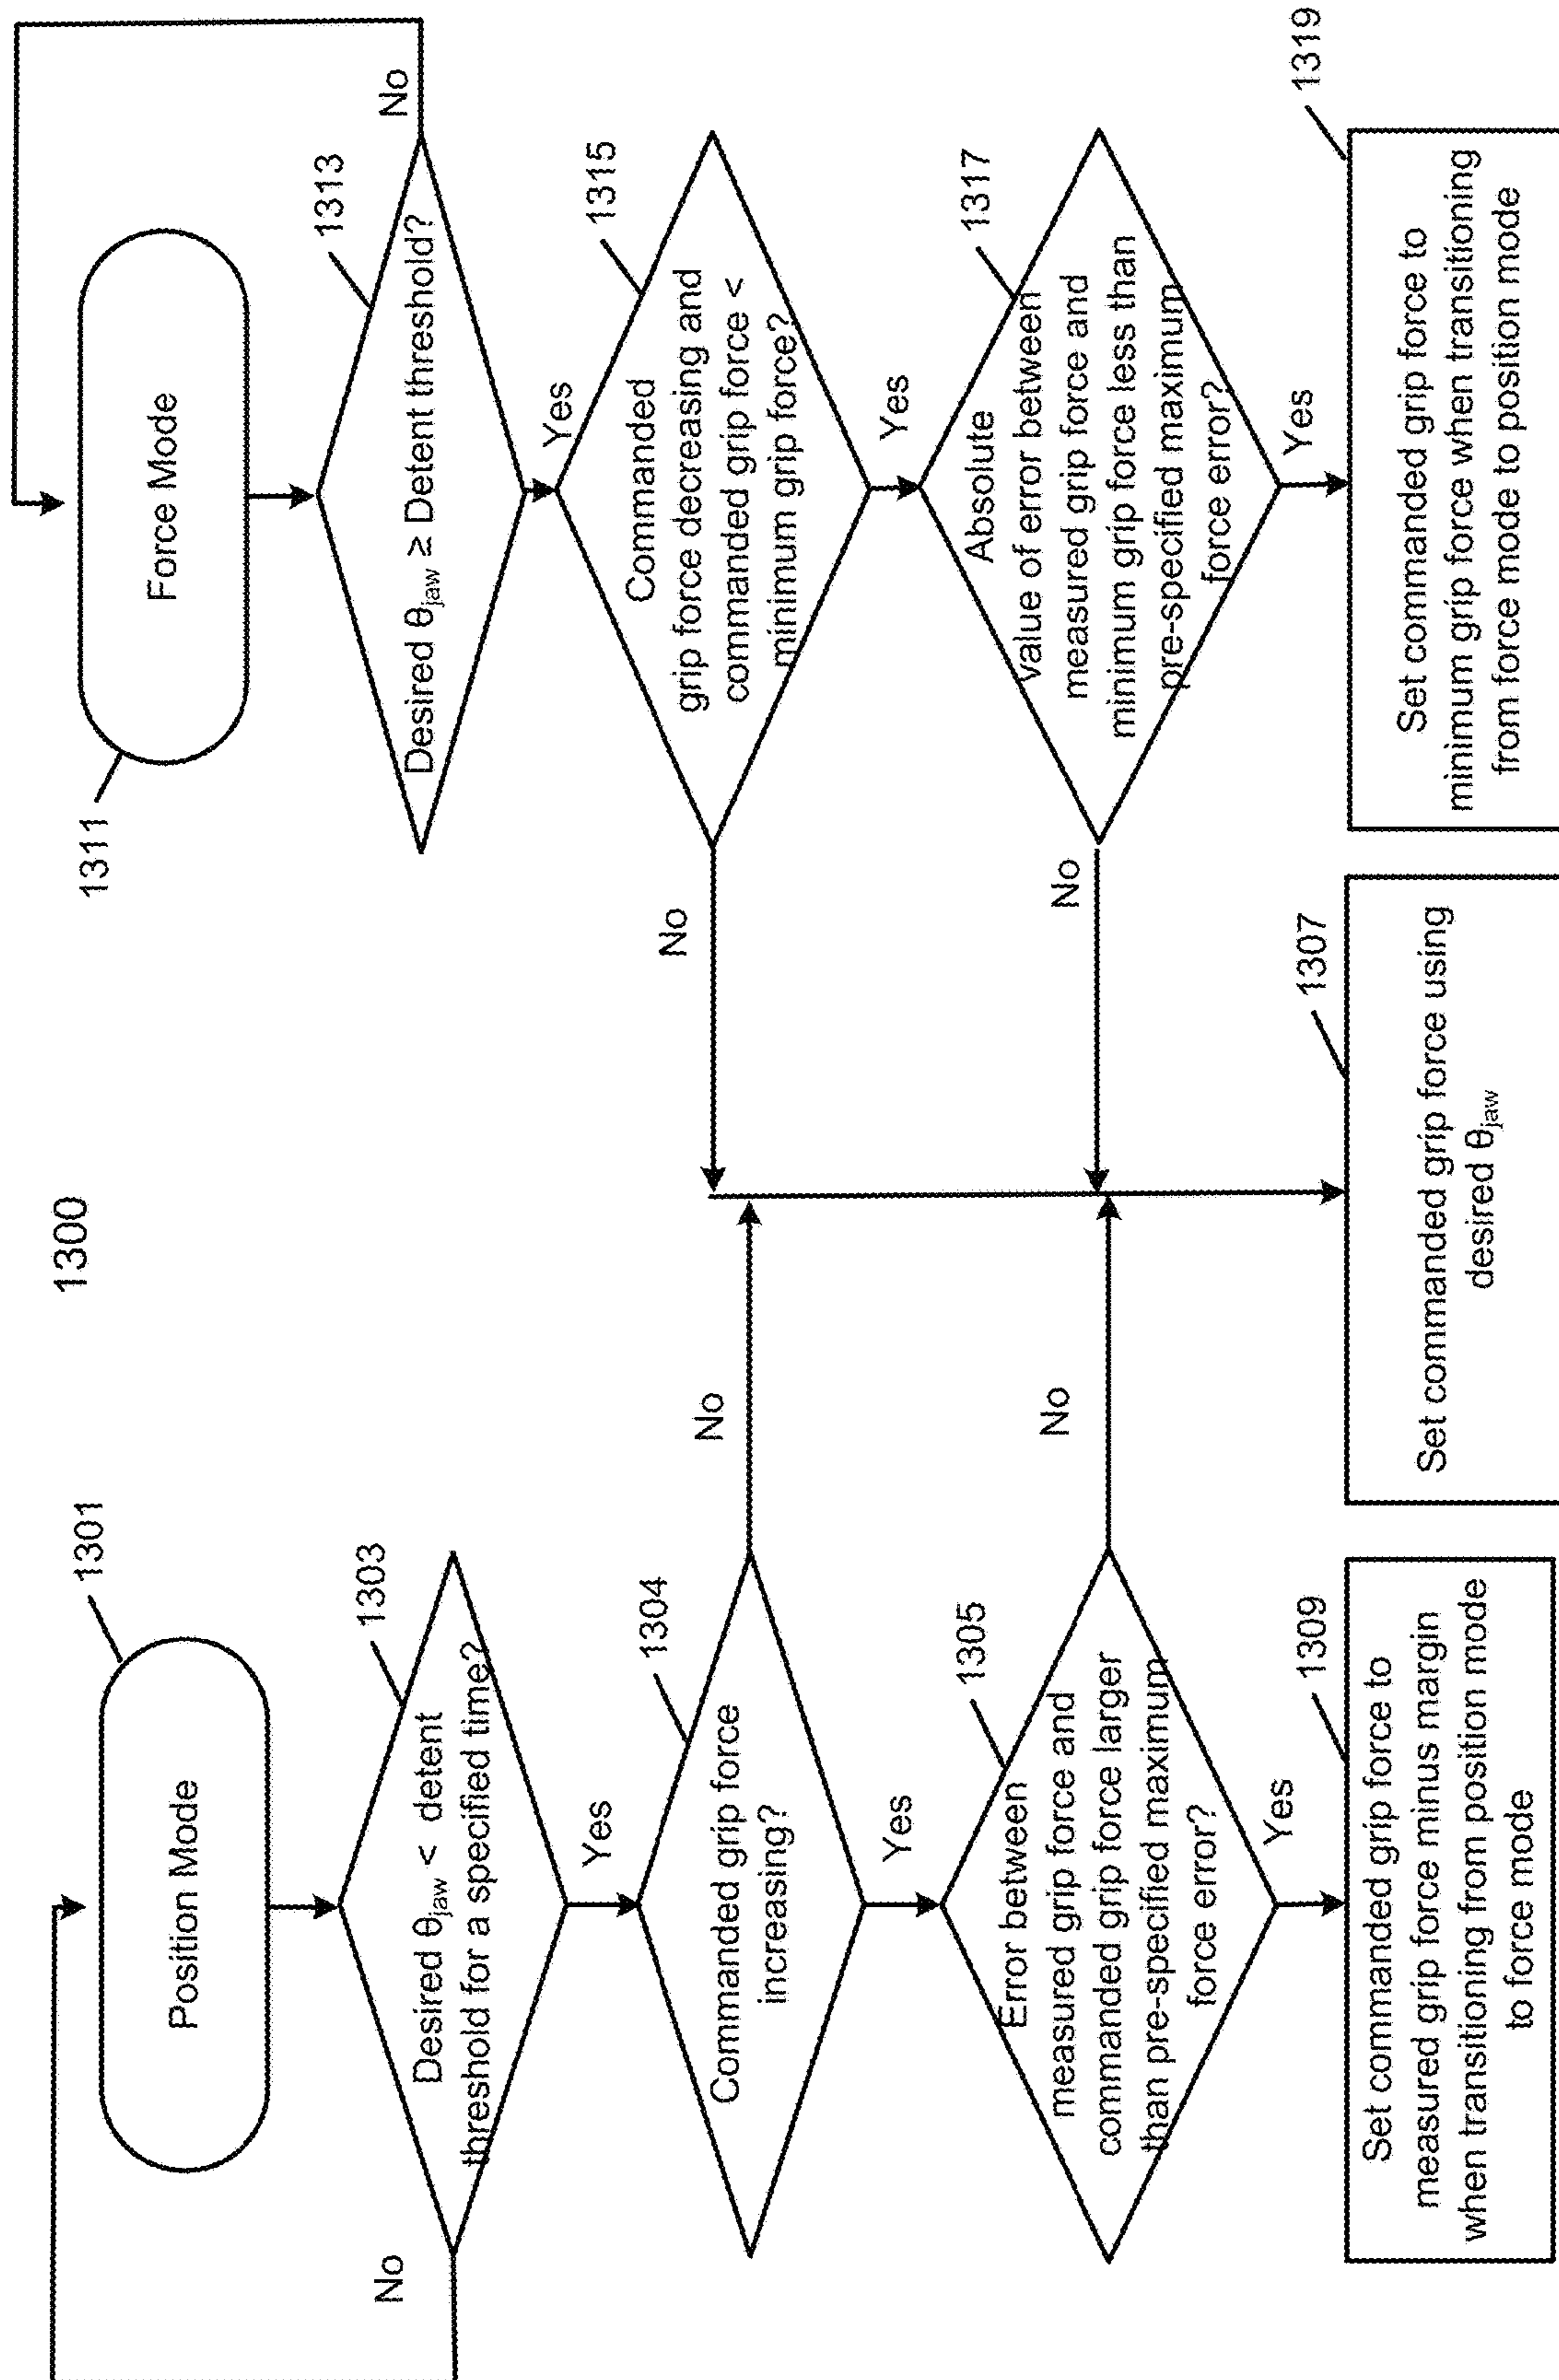 1300
1301
Position Mode
1303
Desired θjaw < detent
threshold for a specified time?
No
Yes
1304
Commanded grip force
increasing?
No
Yes
1305
Error between
measured grip force and
commanded grip force larger
than pre-specified maximum
force error?
No
Yes
1309
Set commanded grip force to
measured grip force minus margin
when transitioning from position mode
to force mode
1307
Set commanded grip force using
desired θjaw
1311
Force Mode
1313
Desired θjaw ≥ Detent threshold?
No
Yes
1315
Commanded
grip force decreasing and
commanded grip force <
minimum grip force?
No
Yes
1317
Absolute
value of error between
measured grip force and
minimum grip force less than
pre-specified maximum
force error?
No
Yes
1319
Set commanded grip force to
minimum grip force when transitioning
from force mode to position mode